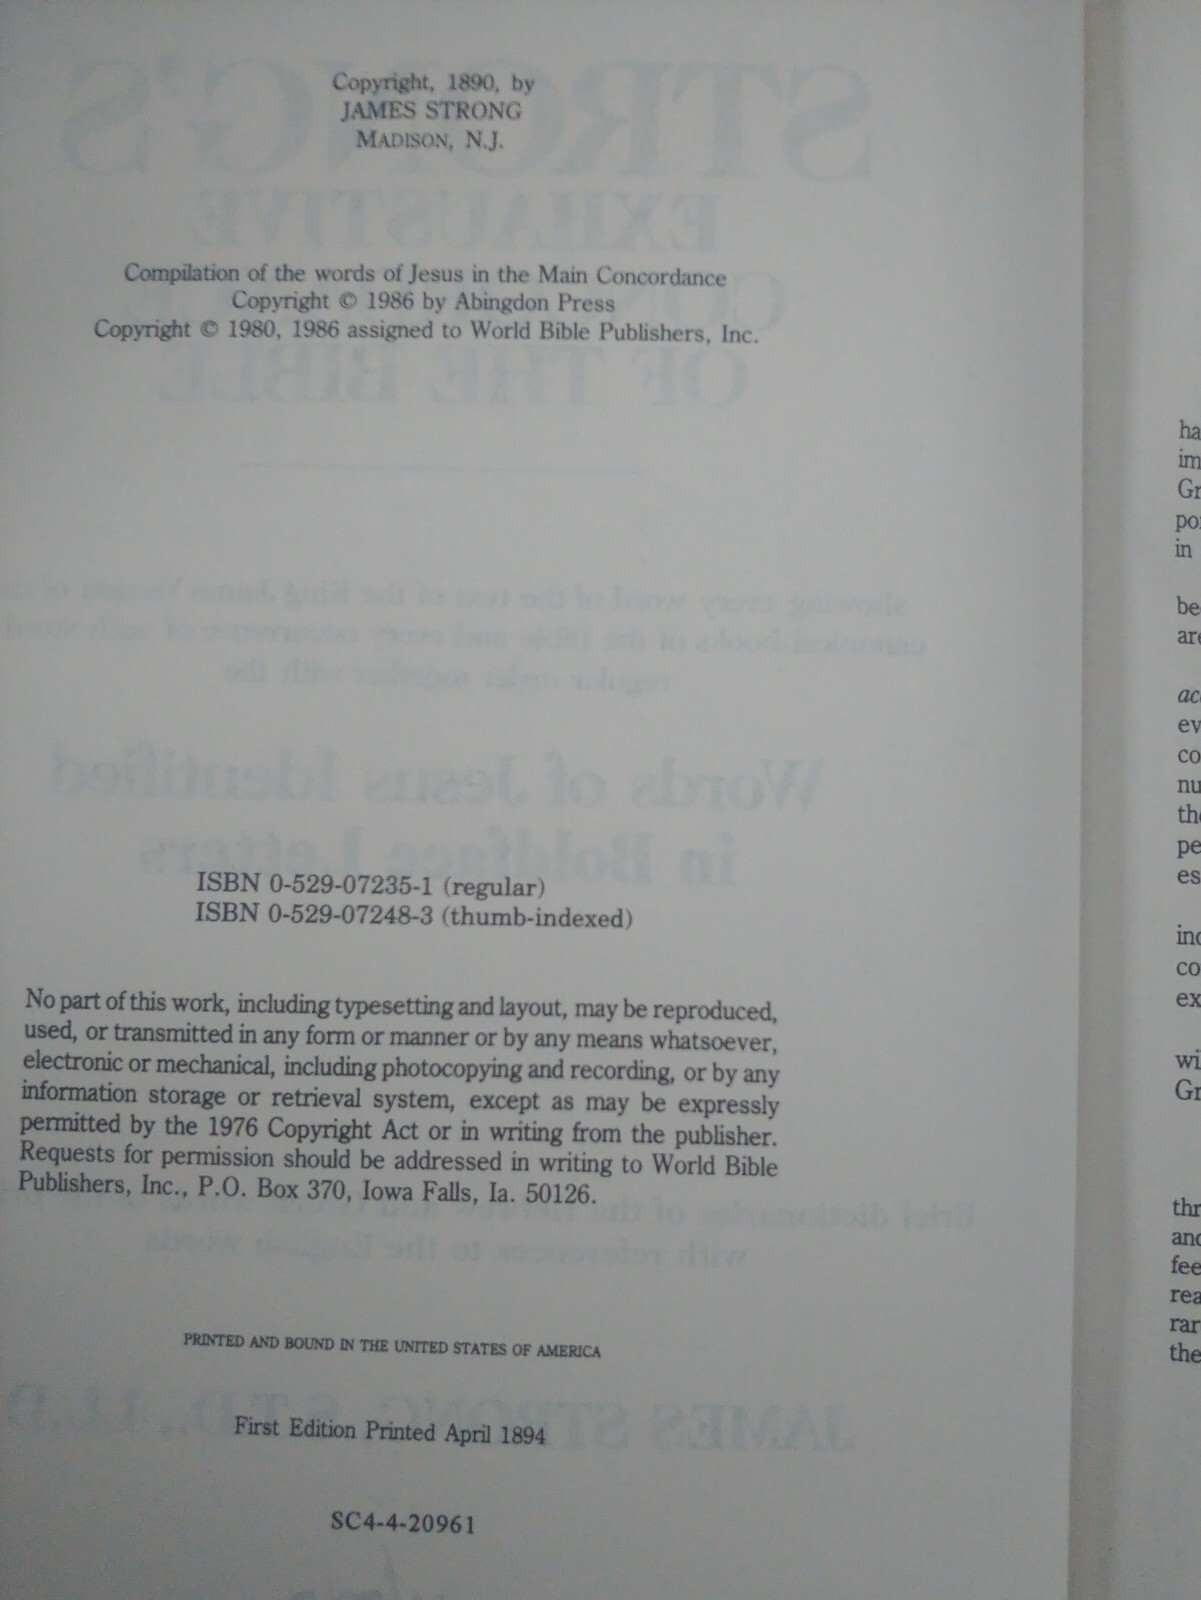 Copyright, 1890, by
JAMES STRONG
MADISON, N.J.
Compilation of the words of Jesus in the Main Concordance
Copyright © 1986 by Abingdon Press
Copyright © 1980, 1986 assigned to World Bible Publishers, Inc.
ISBN 0-529-07235-1 (regular)
ISBN 0-529-07248-3 (thumb-indexed)
No part of this work, including typesetting and layout, may be reproduced,
used, or transmitted in any form or manner or by any means whatsoever,
electronic or mechanical, including photocopying and recording, or by any
information storage or retrieval system, except as may be expressly
permitted by the 1976 Copyright Act or in writing from the publisher.
Requests for permission should be addressed in writing to World Bible
Publishers, Inc., P.O. Box 370, Iowa Falls, Ia. 50126.
PRINTED AND BOUND IN THE UNITED STATES OF AMERICA
First Edition Printed April 1894
SC4-4-20961